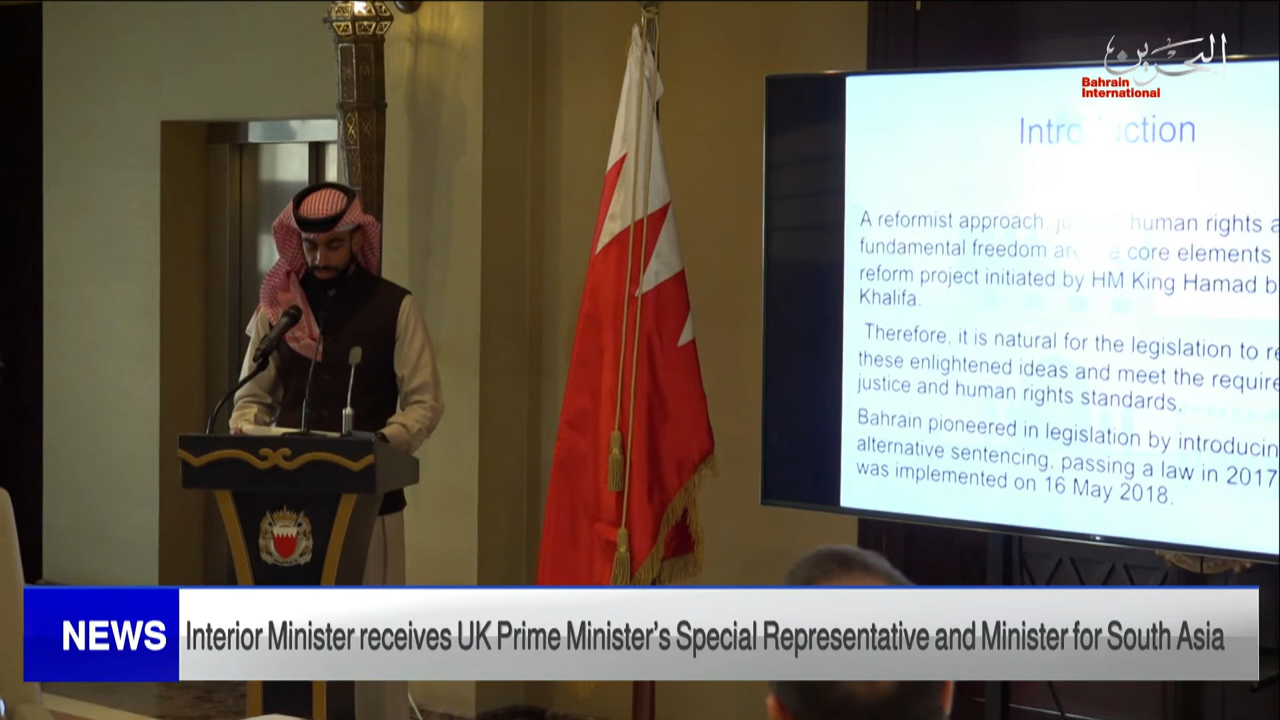 البحرين
Bahrain
International
Introduction
A reformist approach, human rights
fundamental freedom core elements
reform project initiated by HM King Hamad
Khalifa.
Therefore, it is natural for the legislation to
these enlightened ideas and meet the
justice and human rights standards.
Bahrain pioneered in legislation by
alternative sentencing, passing a law in 2017
was implemented on 16 May 2018.
NEWS
Interior Minister receives UK Prime Minister's Special Representative and Minister for South Asia